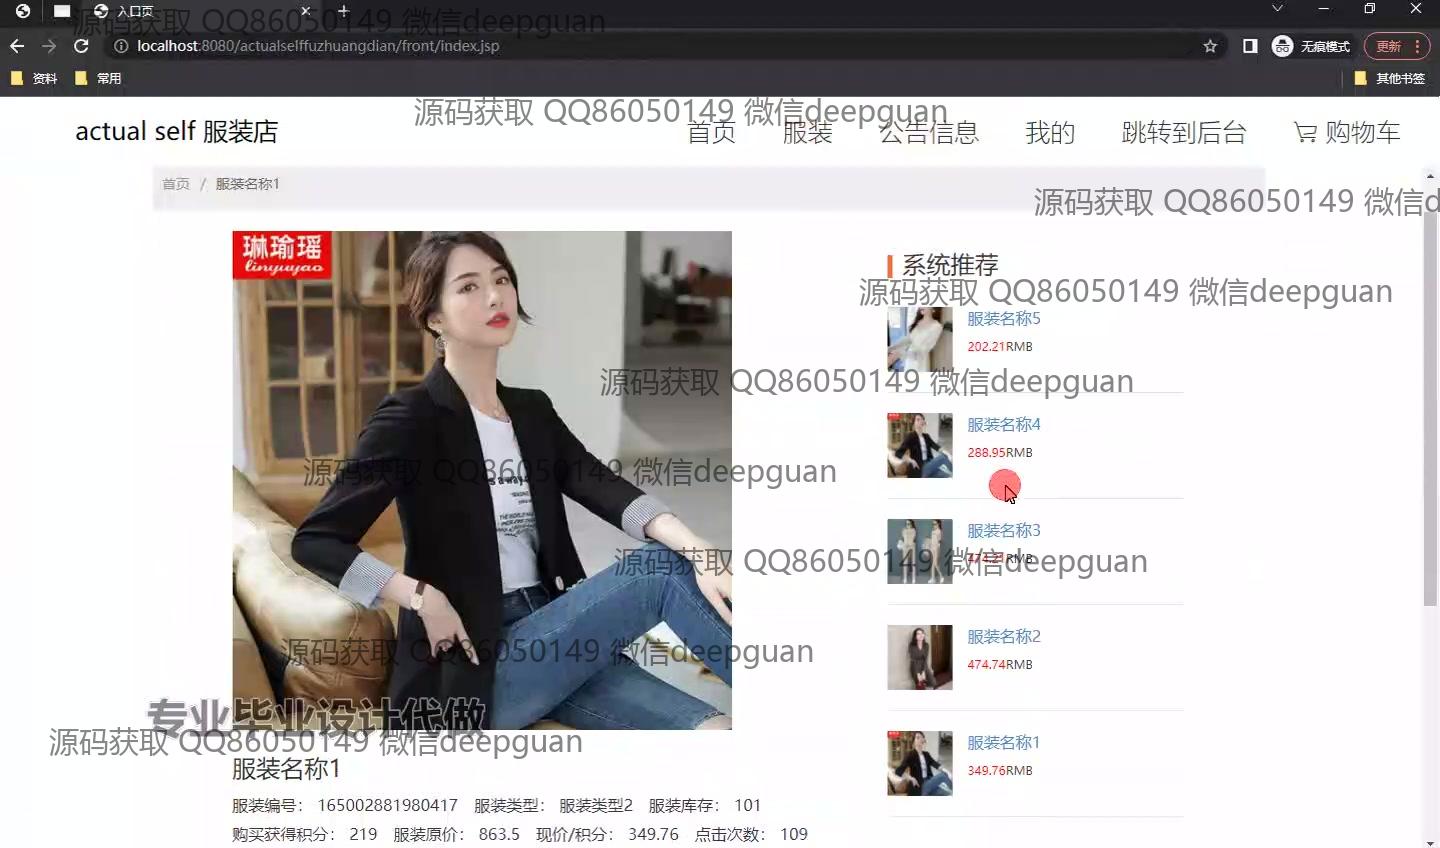 入口页
源码获取 QQ86050149 微信deepguan
localhost:8080/actualselffuzhuangdian/front/index.jsp
无痕模式
更新
资料
常用
其他书签
源码获取 QQ86050149 微信deepguan
actual self 服装店
首页
服装
公告信息
我的
跳转到后台
购物车
首页 / 服装名称1
源码获取 QQ86050149 微信d
琳瑜瑶
linyuyao
系统推荐
源码获取 QQ86050149 微信deepguan
服装名称5
202.21RMB
源码获取 QQ86050149 微信deepguan
服装名称4
288.95RMB
源码获取 QQ86050149 微信deepguan
服装名称3
474.21RMB
源码获取 QQ86050149 微信deepguan
服装名称2
474.74RMB
源码获取 QQ86050149 微信deepguan
专业毕业设计代做
源码获取 QQ86050149 微信deepguan
服装名称1
349.76RMB
服装名称1
服装编号： 165002881980417 服装类型： 服装类型2 服装库存： 101
购买获得积分： 219 服装原价： 863.5 现价/积分： 349.76 点击次数： 109